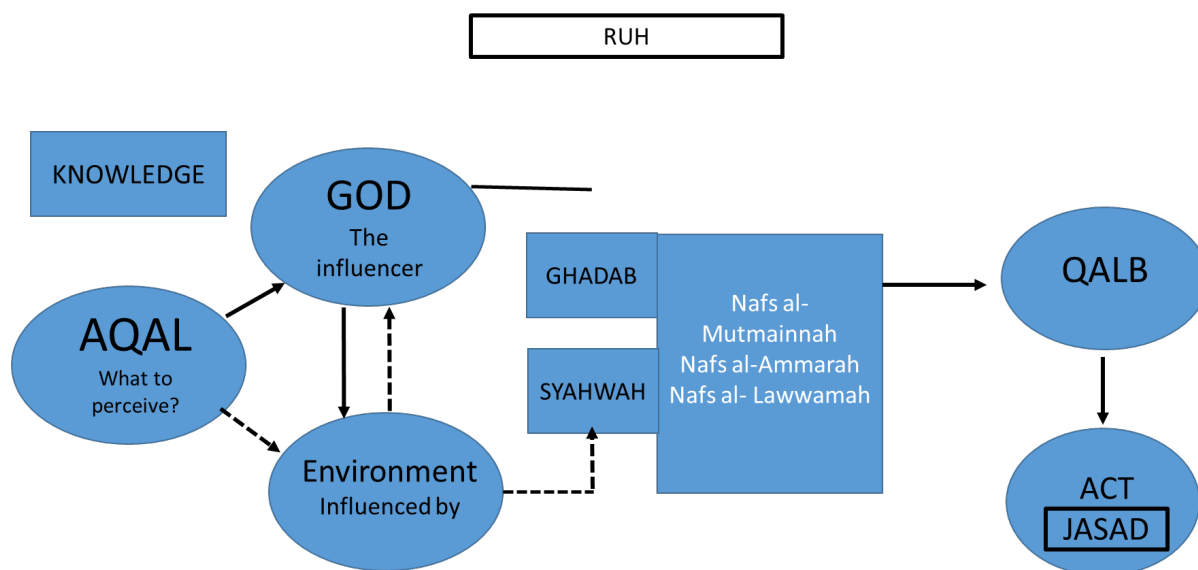 RUH
KNOWLEDGE
GOD
The
influencer
AQAL
What to
perceive?
Environment
Influenced by
GHADAB
SYAHWAH
Nafs al-
Mutmainnah
Nafs al-Ammarah
Nafs al- Lawwamah
QALB
ACT
JASAD